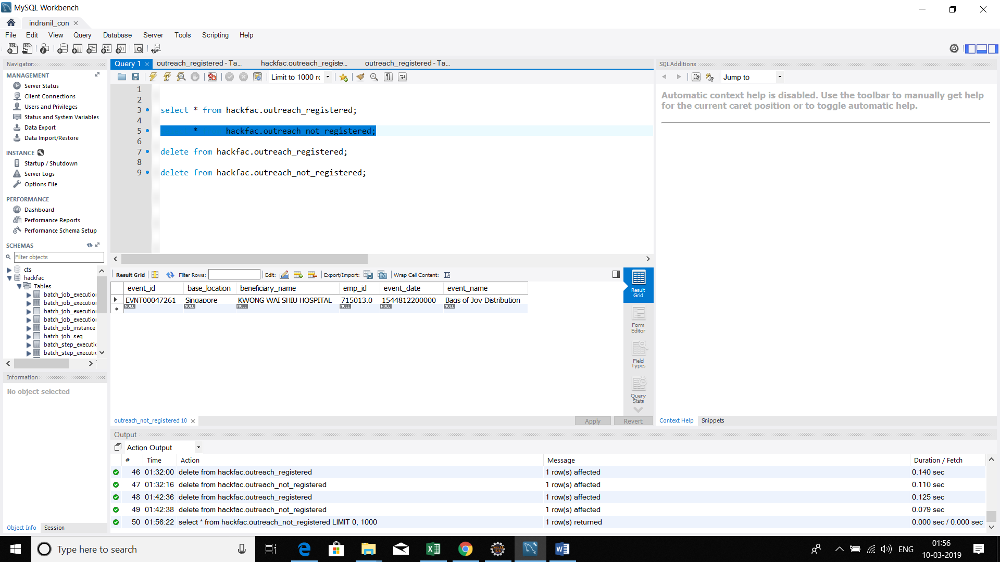 MySQL Workbench
indranil_con
File Edit View Query Database Server Tools Scripting Help
Navigator
MANAGEMENT
Server Status
Client Connections
Users and Privileges
Status and System Variables
Data Export
Data Import/Restore
INSTANCE
Startup / Shutdown
Server Logs
Options File
PERFORMANCE
Dashboard
Performance Reports
Performance Schema Setup
SCHEMAS
Filter objects
cts
hackfac
Tables
batch_job_execution
batch_job_execution
batch_job_execution
batch_job_execution
batch_job_instance
batch_job_seq
batch_step_executio
batch_step_executio
Information
No object selected
Object Info Session
Query 1 outreach_registered - Ta... hackfac.outreach_registe... outreach_registered - Ta...
Limit to 1000 r
1
2
3 select * from hackfac.outreach_registered;
4
5 * hackfac.outreach_not_registered;
6
7 delete from hackfac.outreach_registered;
8
9 delete from hackfac.outreach_not_registered;
Result Grid Filter Rows: Edit: Export/Import: Wrap Cell Content:
event_id base_location beneficiary_name emp_id event_date event_name
EVNT00047261 Singapore KWONG WAI SHIU HOSPITAL 715013.0 1544812200000 Bags of Joy Distribution
NULL NULL NULL NULL NULL NULL
Result Grid
Form Editor
Field Types
Query Stats
outreach_not_registered 10 Apply Revert
SQLAdditions
Jump to
Automatic context help is disabled. Use the toolbar to manually get help
for the current caret position or to toggle automatic help.
Context Help Snippets
Output
Action Output
# Time Action Message Duration / Fetch
46 01:32:00 delete from hackfac.outreach_registered 1 row(s) affected 0.140 sec
47 01:32:16 delete from hackfac.outreach_not_registered 1 row(s) affected 0.110 sec
48 01:42:36 delete from hackfac.outreach_registered 1 row(s) affected 0.125 sec
49 01:42:38 delete from hackfac.outreach_not_registered 1 row(s) affected 0.079 sec
50 01:56:22 select * from hackfac.outreach_not_registered LIMIT 0, 1000 1 row(s) returned 0.000 sec / 0.000 sec
Type here to search
ENG
01:56
10-03-2019